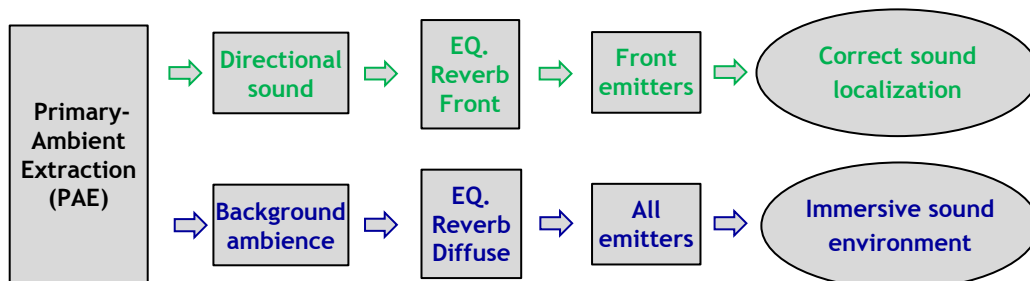 Primary-
Ambient
Extraction
(PAE)
Directional
sound
EQ.
Reverb
Front
Front
emitters
Correct sound
localization
Background
ambience
EQ.
Reverb
Diffuse
All
emitters
Immersive sound
environment